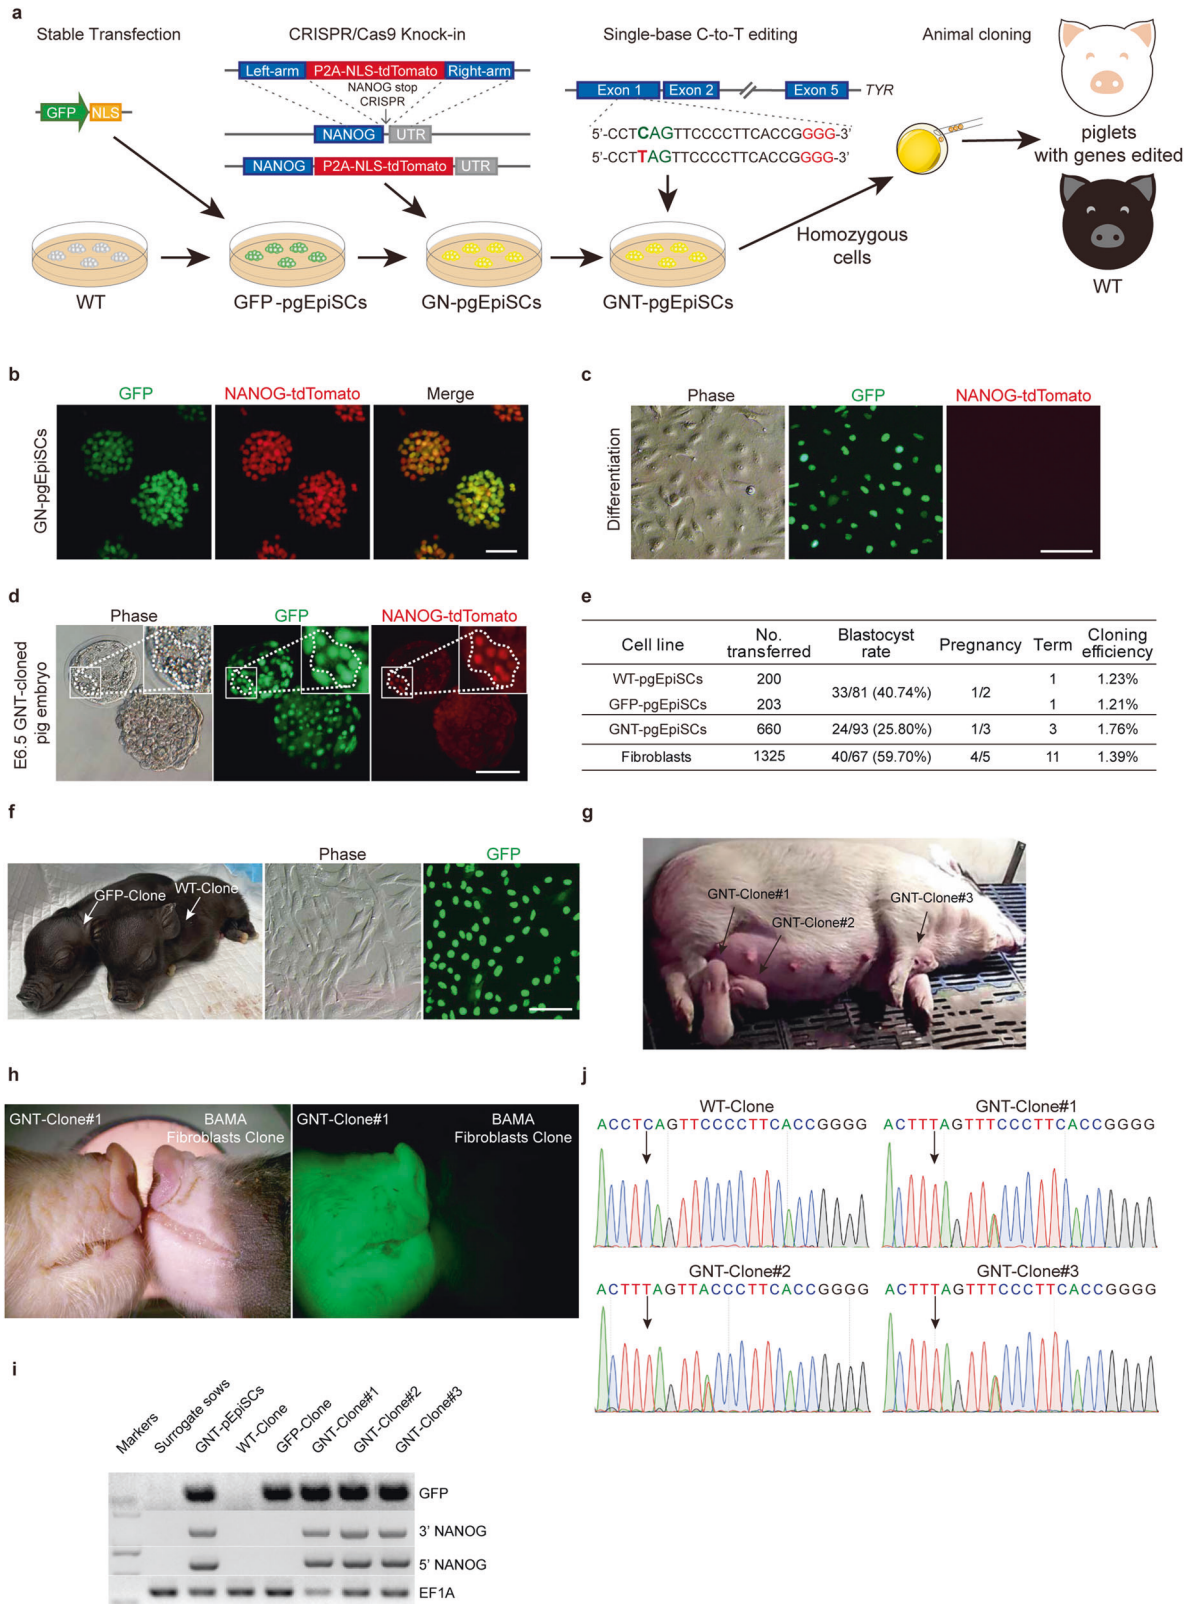 a
Stable Transfection
CRISPR/Cas9 Knock-in
Single-base C-to-T editing
Animal cloning
Left-arm P2A-NLS-tdTomato Right-arm
NANOG stop
CRISPR
GFP NLS
NANOG UTR
NANOG P2A-NLS-tdTomato UTR
Exon 1 Exon 2 Exon 5 TYR
5'-CCTCAGTTCCCCTTCACCGGGG-3'
5'-CCTTAGTTCCCCTTCACCGGGG-3'
piglets
with genes edited
Homozygous
cells
WT
WT
GFP-pgEpiSCs
GN-pgEpiSCs
GNT-pgEpiSCs
b
GFP NANOG-tdTomato Merge
GN-pgEpiSCs
c
Phase GFP NANOG-tdTomato
Differentiation
d
Phase GFP NANOG-tdTomato
E6.5 GNT-cloned
pig embryo
e
Cell line No. transferred Blastocyst rate Pregnancy Term Cloning efficiency
WT-pgEpiSCs 200 33/81 (40.74%) 1/2 1 1.23%
GFP-pgEpiSCs 203 1 1.21%
GNT-pgEpiSCs 660 24/93 (25.80%) 1/3 3 1.76%
Fibroblasts 1325 40/67 (59.70%) 4/5 11 1.39%
f
Phase GFP
GFP-Clone
WT-Clone
g
GNT-Clone#1
GNT-Clone#2
GNT-Clone#3
h
GNT-Clone#1 BAMA
Fibroblasts Clone
GNT-Clone#1 BAMA
Fibroblasts Clone
j
WT-Clone
ACCTCAGTTCCCCTTCACCGGGG
GNT-Clone#1
ACTTTAGTTTCCCTTCACCGGGG
GNT-Clone#2
ACTTTAGTTACCCTTCACCGGGG
GNT-Clone#3
ACTTTAGTTTCCCTTCACCGGGG
i
Markers
Surrogate sows
GNT-pEpiSCs
WT-Clone
GFP-Clone
GNT-Clone#1
GNT-Clone#2
GNT-Clone#3
GFP
3' NANOG
5' NANOG
EF1A